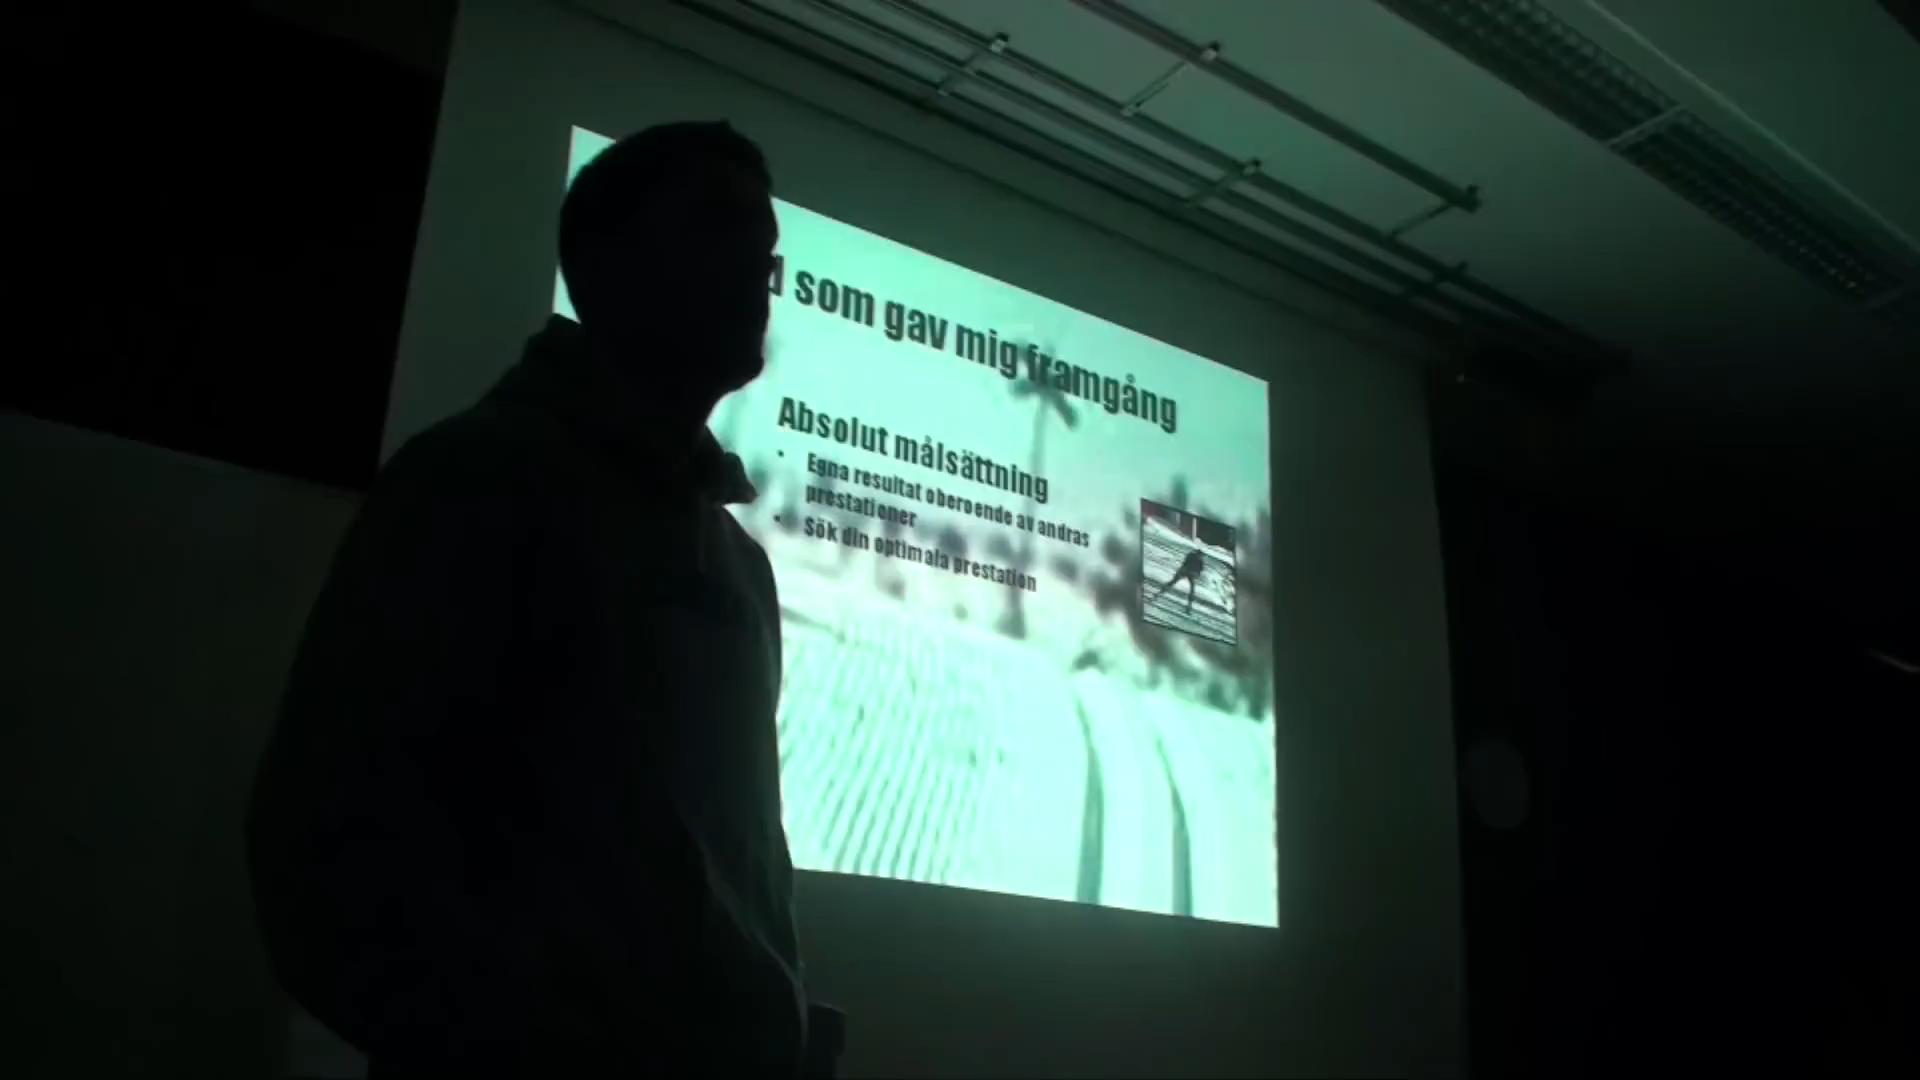 som gav mig framgång
Absolut målsättning
• Egna resultat oberoende av andras
prestationer
• Sök din optimala prestation